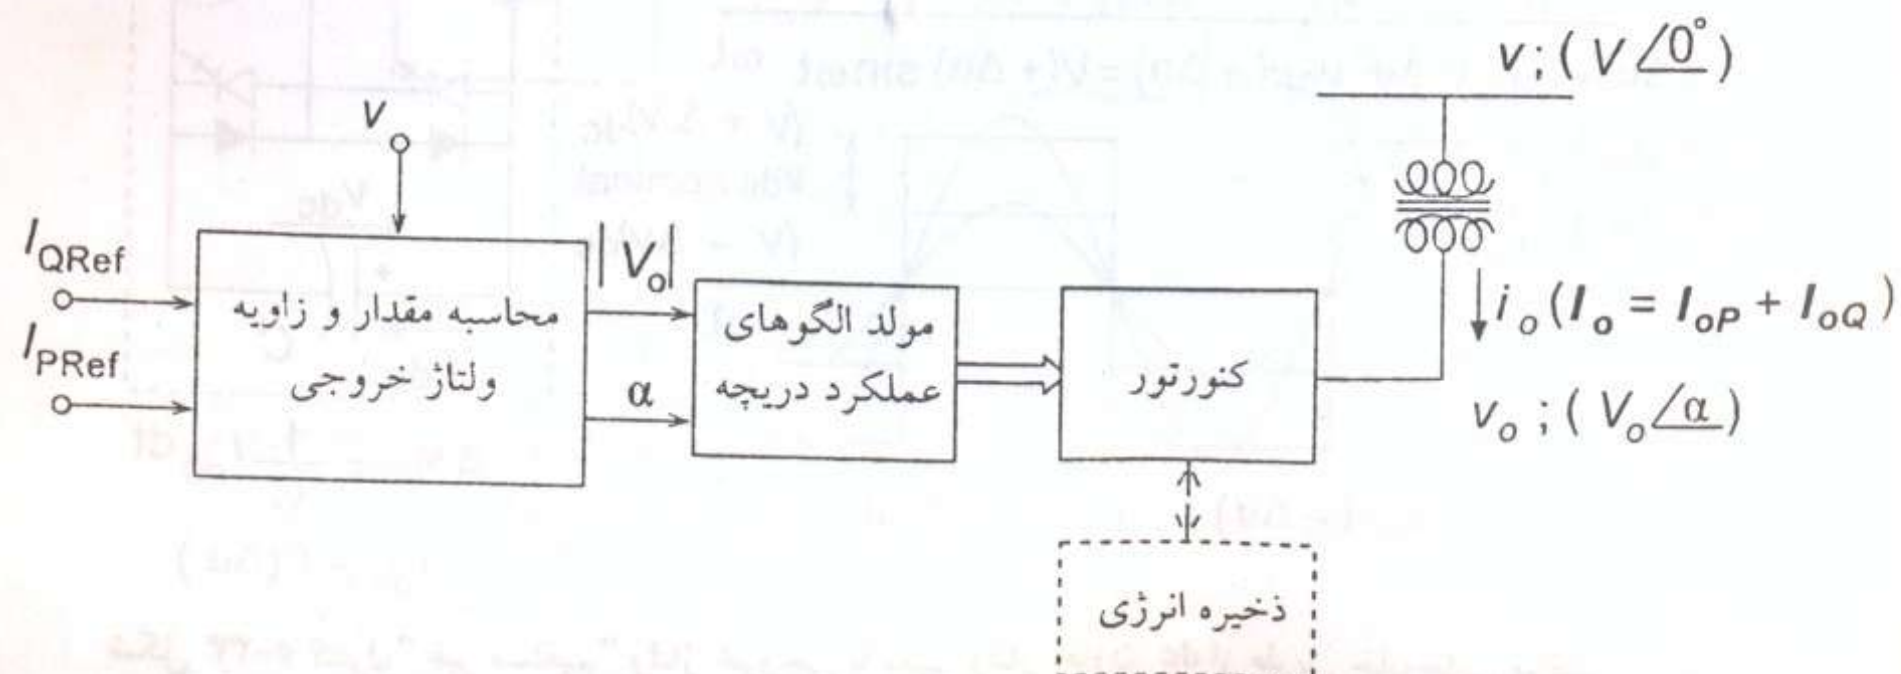 v ; ( V∠0° )
v
I_QRef
I_PRef
محاسبه مقدار و زاویه
ولتاژ خروجی
|V_o|
α
مولد الگوهای
عملکرد دریچه
کنورتور
i_o ( I_o = I_oP + I_oQ )
v_o ; ( V_o∠α )
ذخیره انرژی